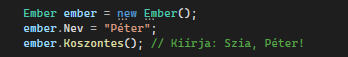 Ember ember = new Ember();
ember.Nev = "Péter";
ember.Koszontes(); // Kiírja: Szia, Péter!